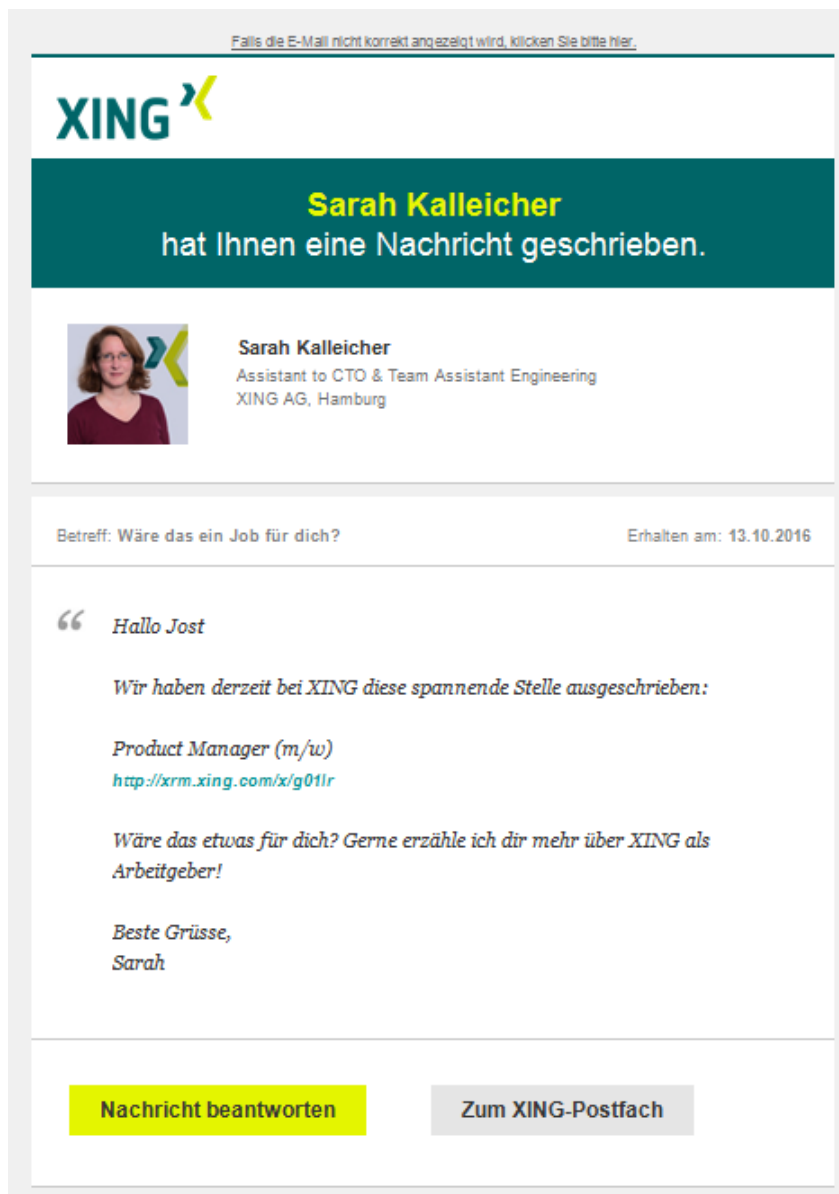 Falls die E-Mail nicht korrekt angezeigt wird, klicken Sie bitte hier.
XING
Sarah Kalleicher
hat Ihnen eine Nachricht geschrieben.
Sarah Kalleicher
Assistant to CTO & Team Assistant Engineering
XING AG, Hamburg
Betreff: Wäre das ein Job für dich? Erhalten am: 13.10.2016
“ Hallo Jost
Wir haben derzeit bei XING diese spannende Stelle ausgeschrieben:
Product Manager (m/w)
http://xrm.xing.com/x/g01lr
Wäre das etwas für dich? Gerne erzähle ich dir mehr über XING als
Arbeitgeber!
Beste Grüsse,
Sarah
Nachricht beantworten Zum XING-Postfach